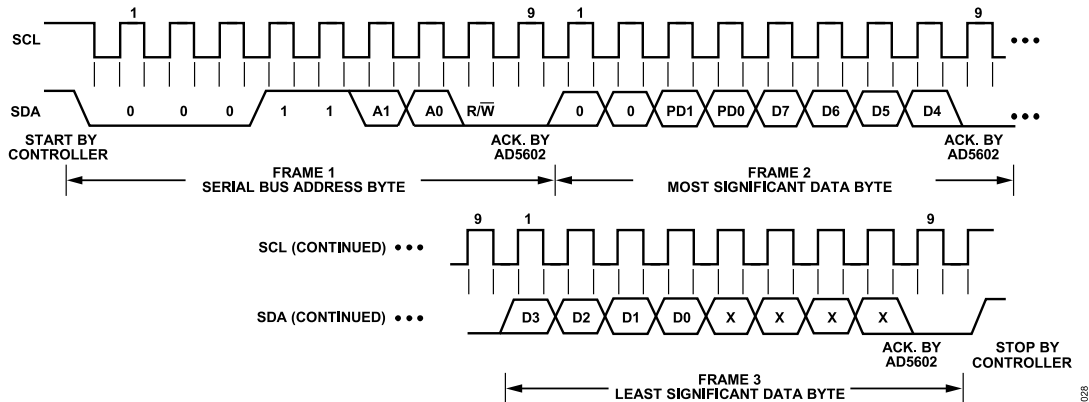 1 9 1 9
SCL
SDA 0 0 0 1 1 A1 A0 R/W̅ 0 0 PD1 PD0 D7 D6 D5 D4
START BY
CONTROLLER
ACK. BY
AD5602
ACK. BY
AD5602
FRAME 1
SERIAL BUS ADDRESS BYTE
FRAME 2
MOST SIGNIFICANT DATA BYTE
9 1 9
SCL (CONTINUED)
SDA (CONTINUED) D3 D2 D1 D0 X X X X
ACK. BY
AD5602
STOP BY
CONTROLLER
FRAME 3
LEAST SIGNIFICANT DATA BYTE
028